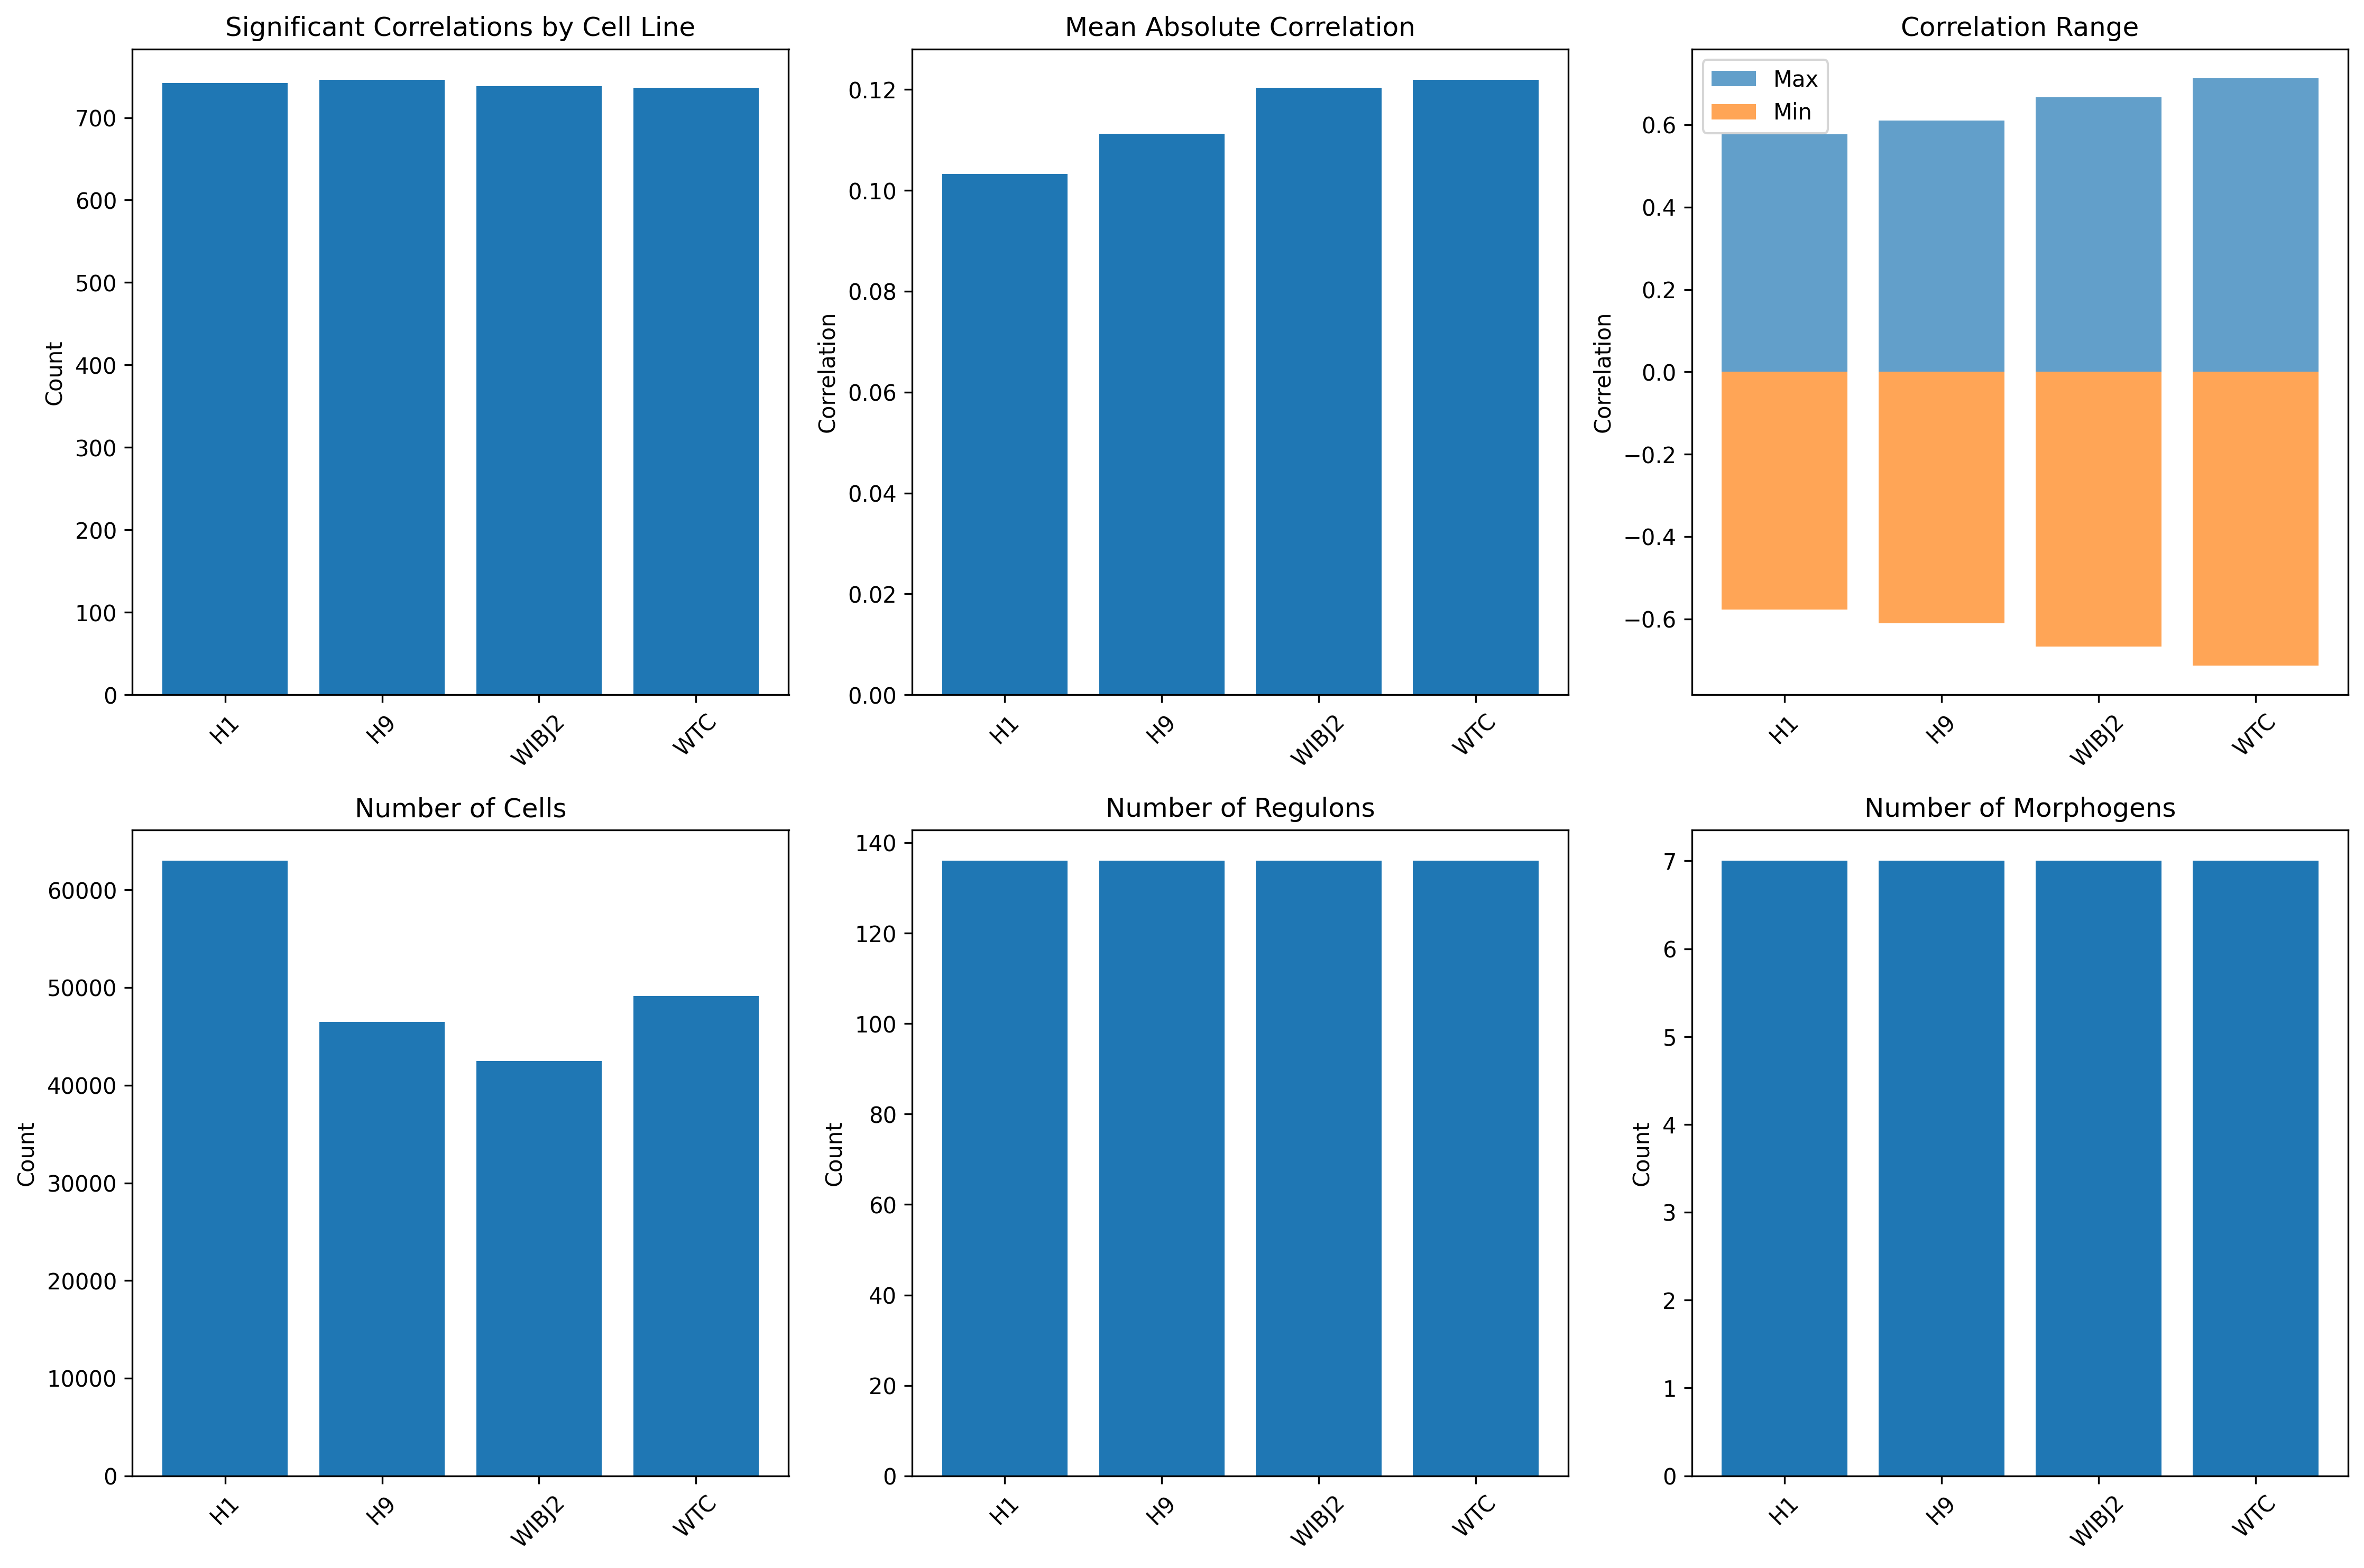 Significant Correlations by Cell Line
Count
700
600
500
400
300
200
100
0
H1
H9
WIBJ2
WTC
Mean Absolute Correlation
Correlation
0.12
0.10
0.08
0.06
0.04
0.02
0.00
H1
H9
WIBJ2
WTC
Correlation Range
Max
Min
Correlation
0.6
0.4
0.2
0.0
−0.2
−0.4
−0.6
H1
H9
WIBJ2
WTC
Number of Cells
Count
60000
50000
40000
30000
20000
10000
0
H1
H9
WIBJ2
WTC
Number of Regulons
Count
140
120
100
80
60
40
20
0
H1
H9
WIBJ2
WTC
Number of Morphogens
Count
7
6
5
4
3
2
1
0
H1
H9
WIBJ2
WTC